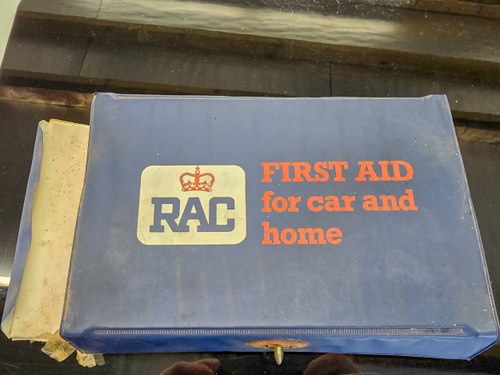 RAC
FIRST AID
for car and
home